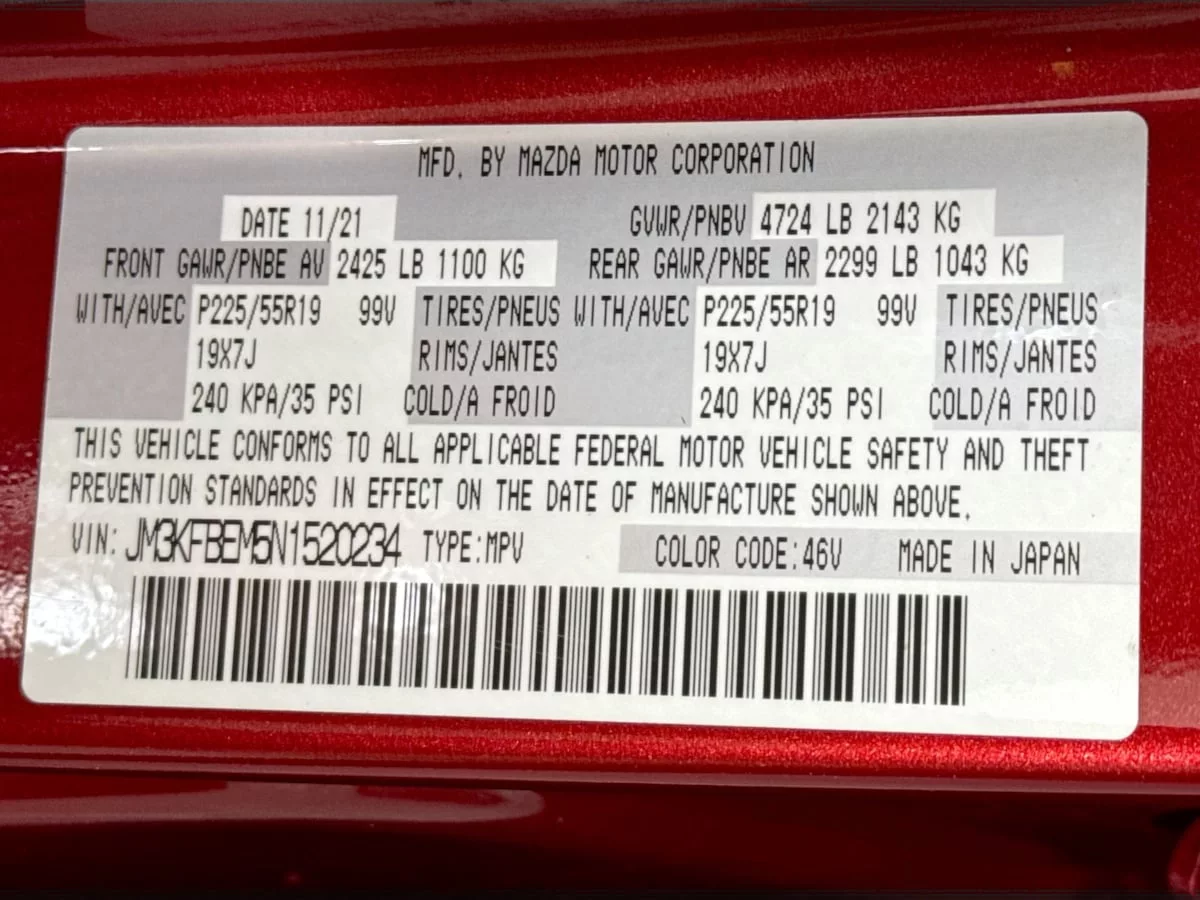 MFD. BY MAZDA MOTOR CORPORATION
DATE 11/21 GVWR/PNBV 4724 LB 2143 KG
FRONT GAWR/PNBE AV 2425 LB 1100 KG REAR GAWR/PNBE AR 2299 LB 1043 KG
WITH/AVEC P225/55R19 99V TIRES/PNEUS WITH/AVEC P225/55R19 99V TIRES/PNEUS
19X7J RIMS/JANTES 19X7J RIMS/JANTES
240 KPA/35 PSI COLD/A FROID 240 KPA/35 PSI COLD/A FROID
THIS VEHICLE CONFORMS TO ALL APPLICABLE FEDERAL MOTOR VEHICLE SAFETY AND THEFT
PREVENTION STANDARDS IN EFFECT ON THE DATE OF MANUFACTURE SHOWN ABOVE.
VIN: JM3KFBEM5N1520234 TYPE:MPV COLOR CODE:46V MADE IN JAPAN